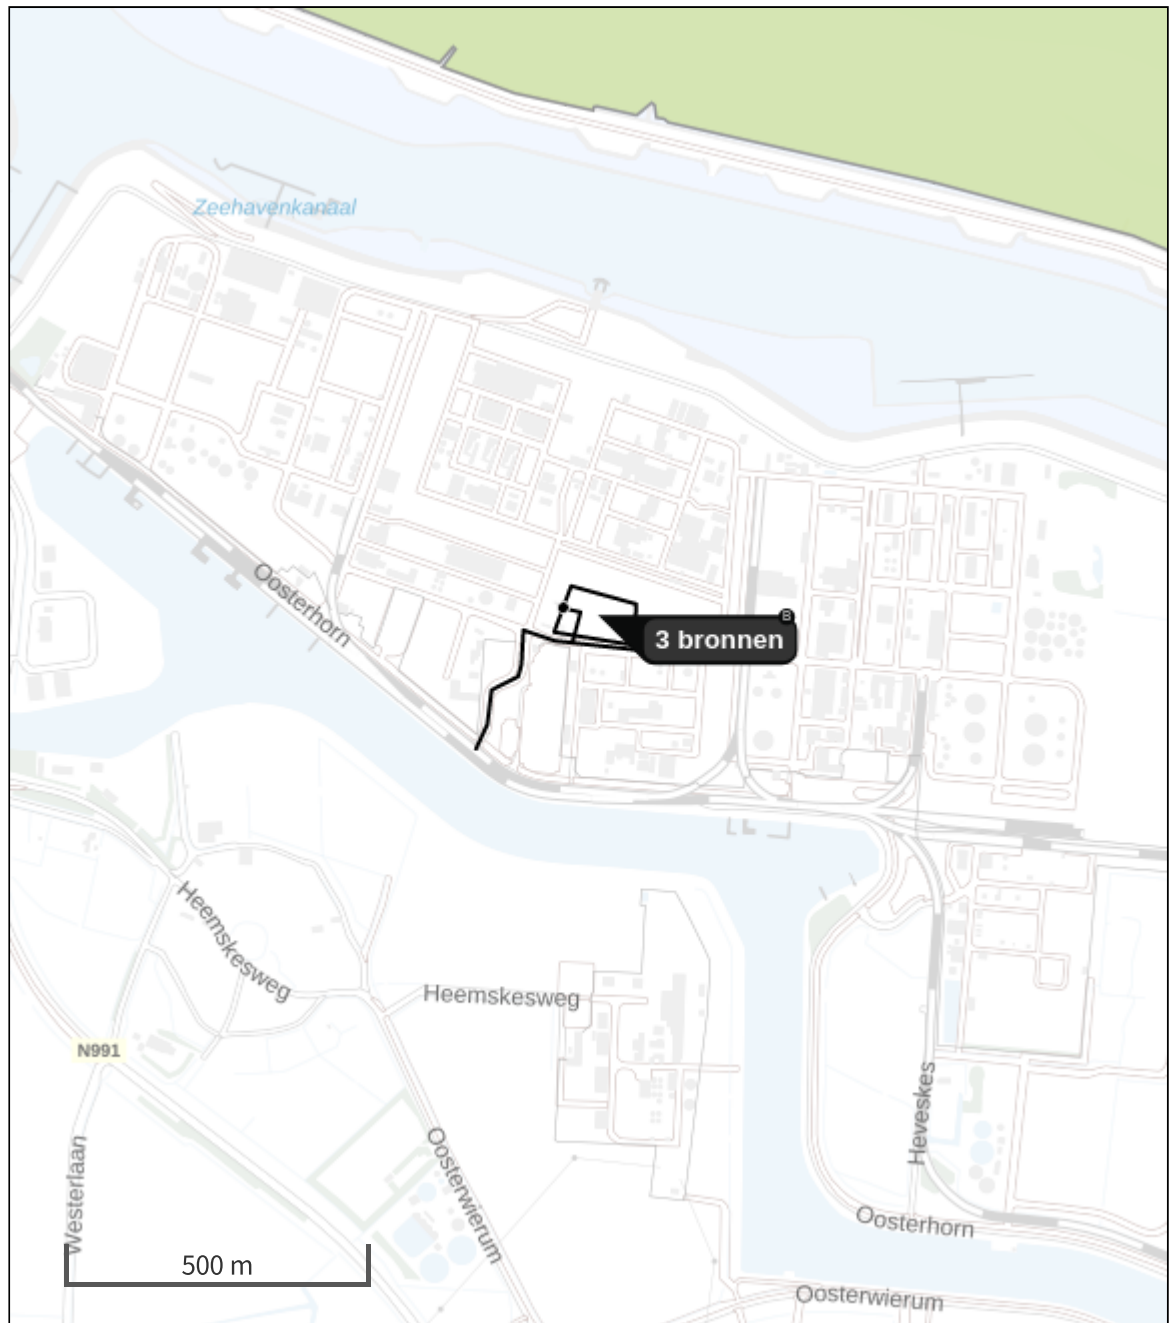 Zeehavenkanaal
Oosterhorn
B
3 bronnen
Heemskesweg
Heemskesweg
N991
Heveskes
Westerlaan
Oosterwierum
Oosterhorn
500 m
Oosterwierum